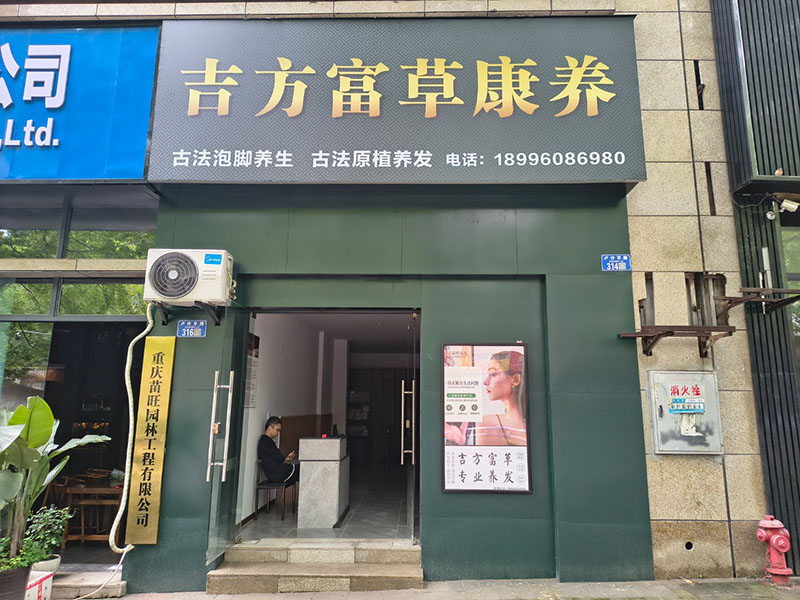 公司
,Ltd.
吉方富草康养
古法泡脚养生 古法原植养发 电话：18996086980
316
314
重庆苗旺园林工程有限公司
吉方富草
专业养发
消火栓